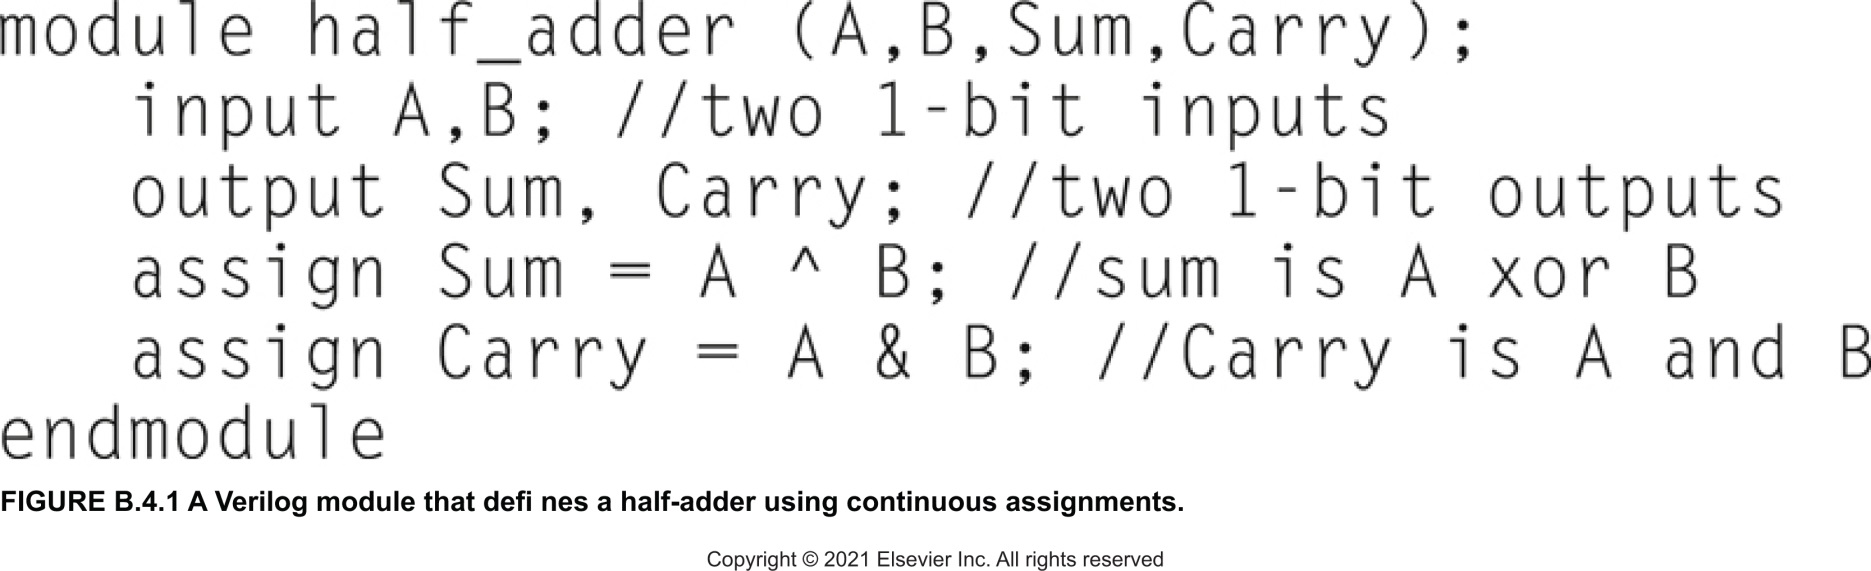 module half_adder (A,B,Sum,Carry);
input A,B; //two 1-bit inputs
output Sum, Carry; //two 1-bit outputs
assign Sum = A ^ B; //sum is A xor B
assign Carry = A & B; //Carry is A and B
endmodule
FIGURE B.4.1 A Verilog module that defi nes a half-adder using continuous assignments.
Copyright © 2021 Elsevier Inc. All rights reserved